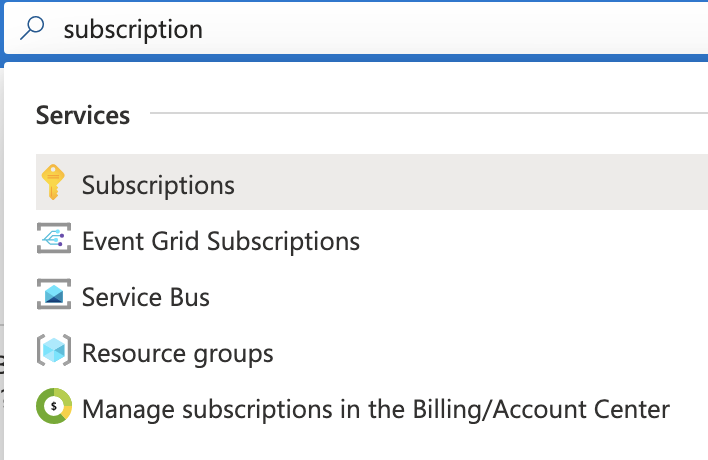 subscription
Services
Subscriptions
Event Grid Subscriptions
Service Bus
Resource groups
$ Manage subscriptions in the Billing/Account Center